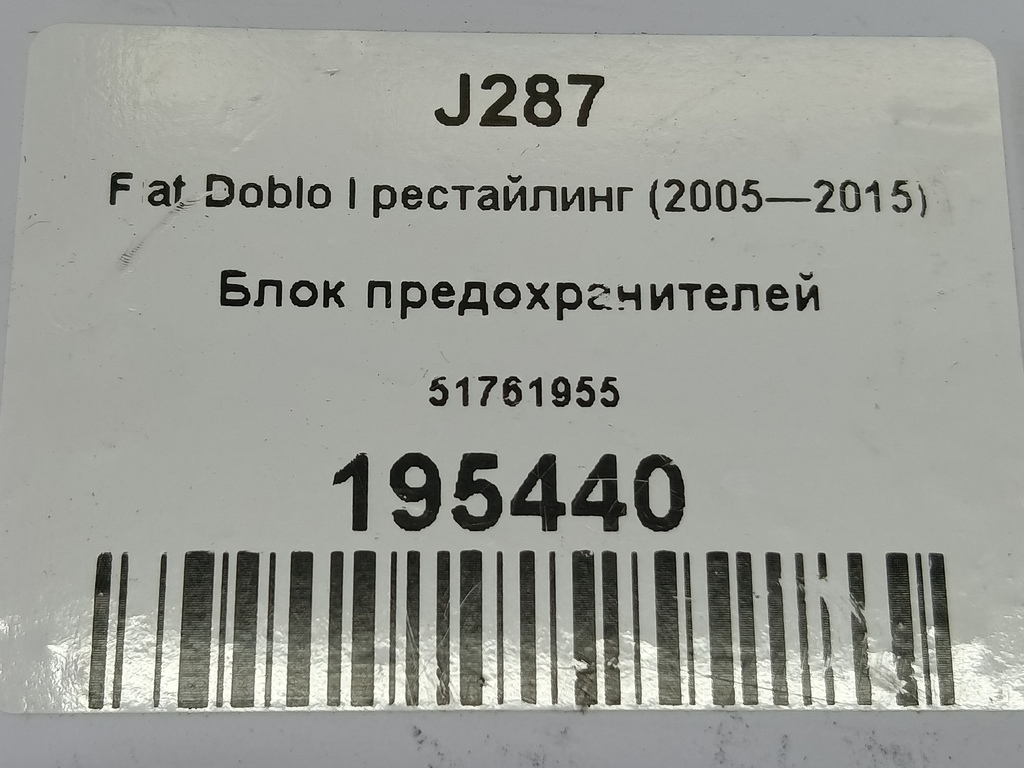 J287
Fiat Doblo I рестайлинг (2005—2015)
Блок предохранителей
51761955
195440